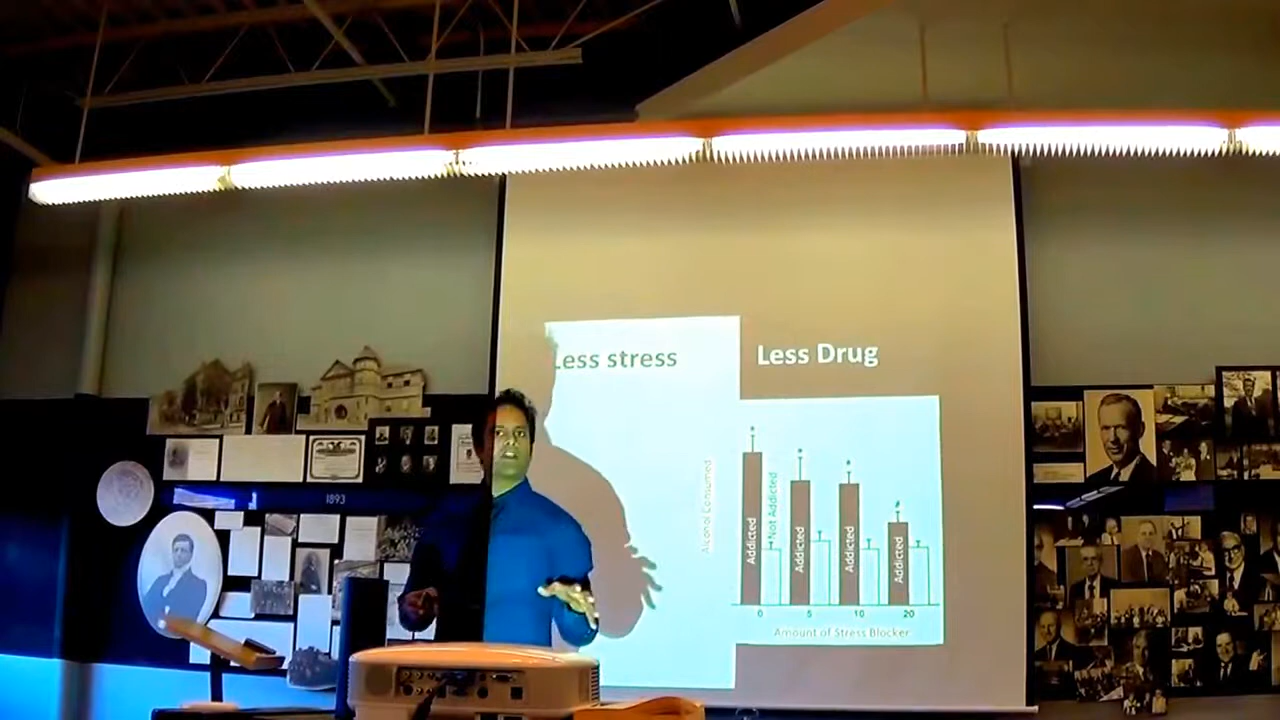 Less stress
Less Drug
Alcohol Consumed
Addicted
Not Addicted
Addicted
Addicted
Addicted
0
5
10
20
Amount of Stress Blocker
1893